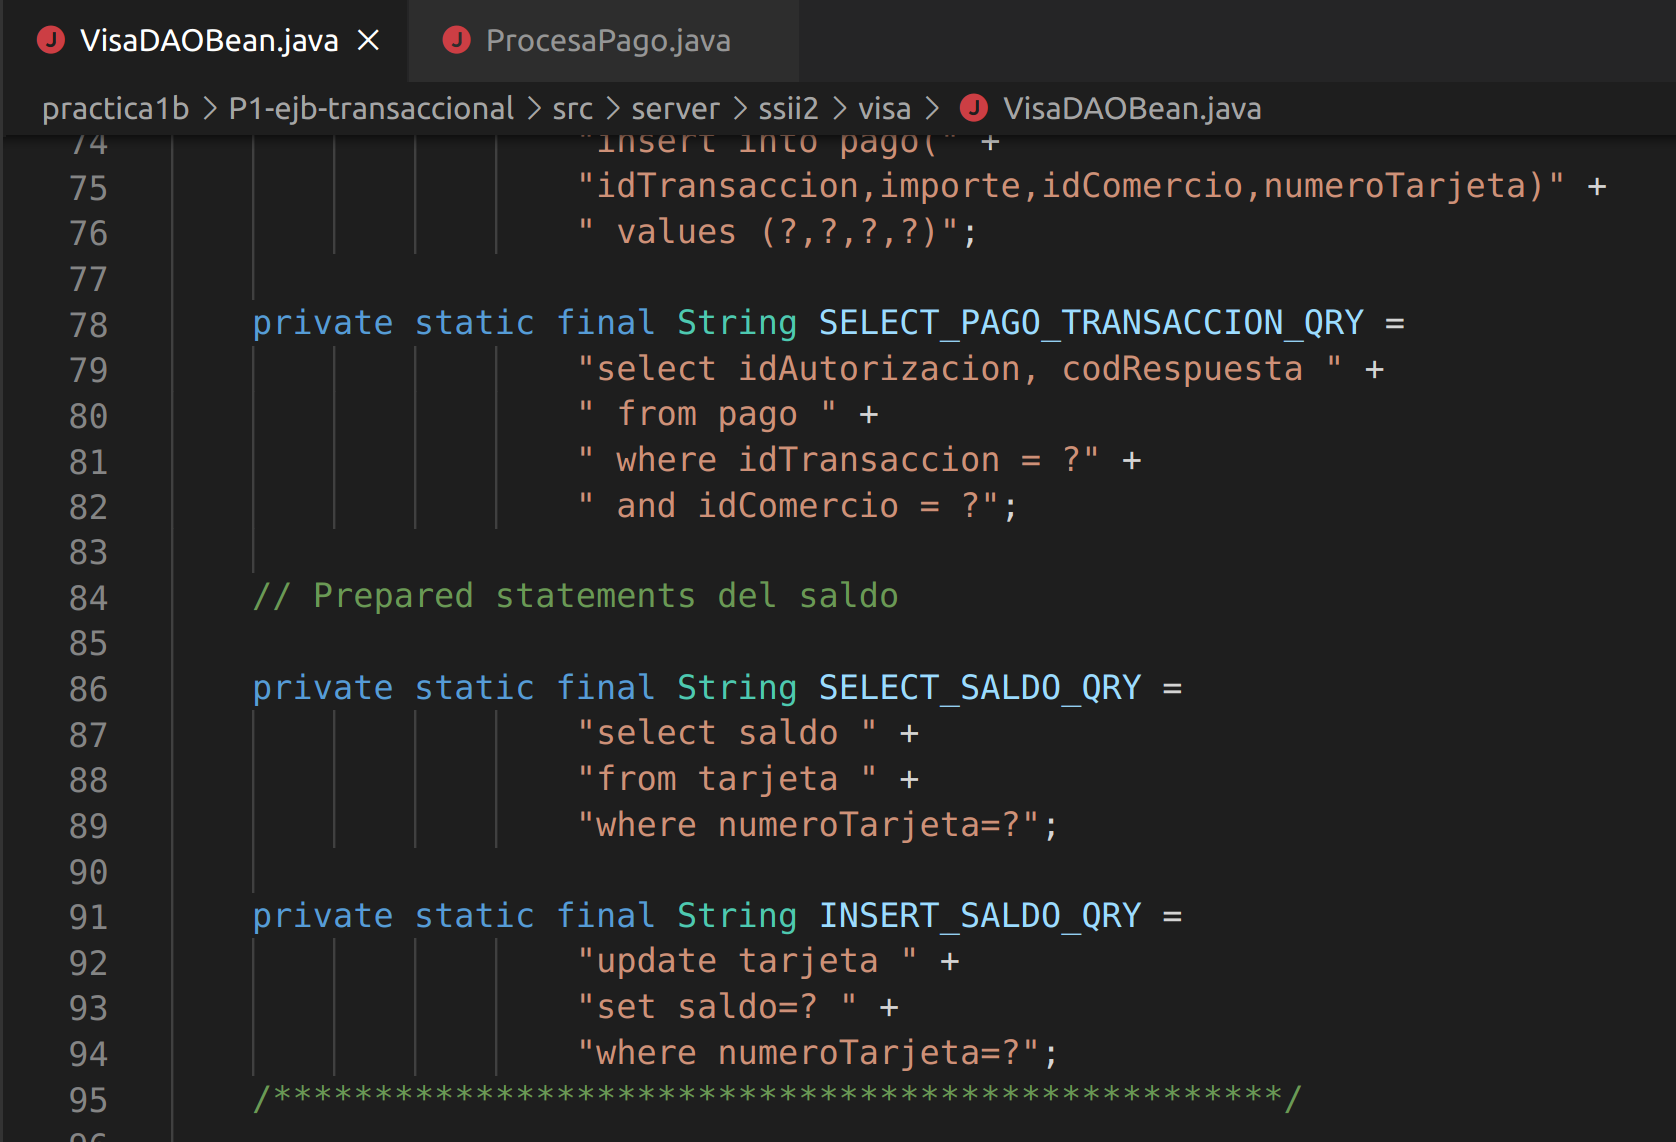 VisaDAOBean.java
ProcesaPago.java
practica1b > P1-ejb-transaccional > src > server > ssii2 > visa > VisaDAOBean.java
74 "insert into pago(" +
75 "idTransaccion,importe,idComercio,numeroTarjeta)" +
76 " values (?,?,?,?)";
77
78 private static final String SELECT_PAGO_TRANSACCION_QRY =
79 "select idAutorizacion, codRespuesta " +
80 " from pago " +
81 " where idTransaccion = ?" +
82 " and idComercio = ?";
83
84 // Prepared statements del saldo
85
86 private static final String SELECT_SALDO_QRY =
87 "select saldo " +
88 "from tarjeta " +
89 "where numeroTarjeta=?";
90
91 private static final String INSERT_SALDO_QRY =
92 "update tarjeta " +
93 "set saldo=? " +
94 "where numeroTarjeta=?";
95 /**************************************************/
96